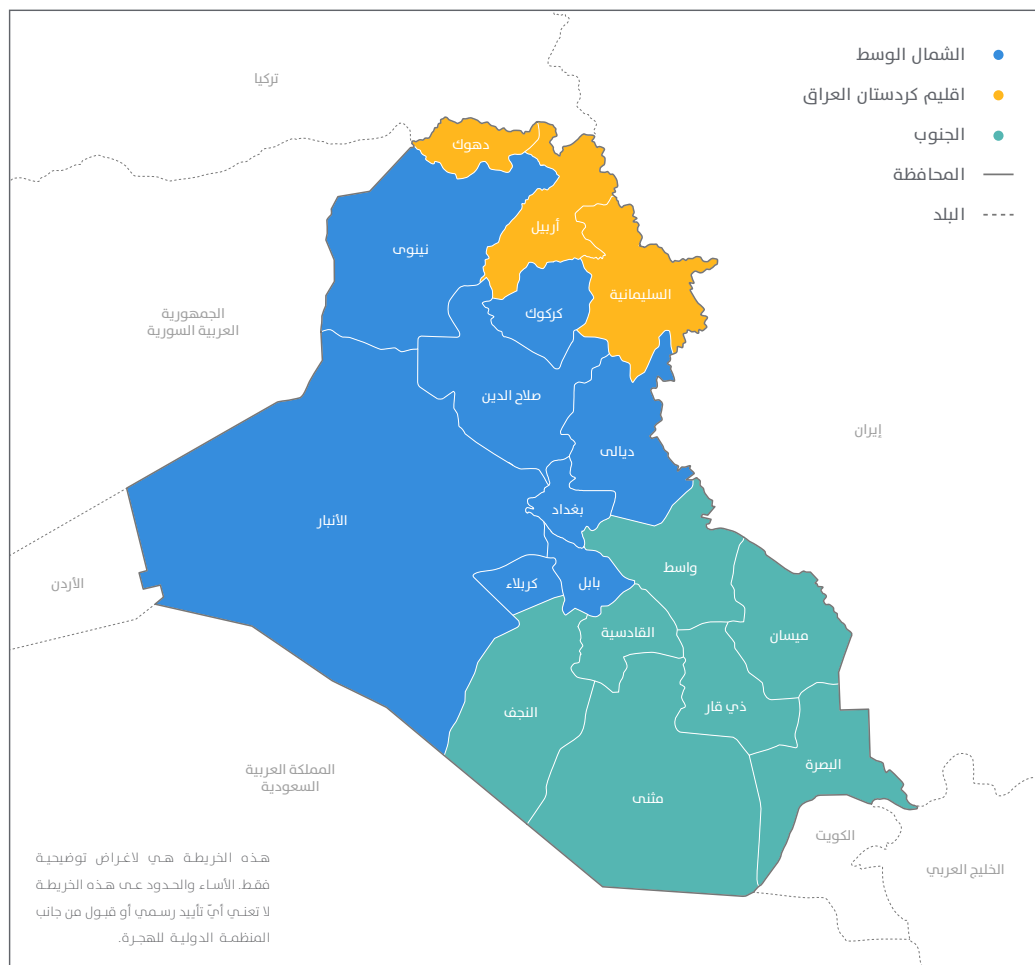 الشمال الوسط
اقليم كردستان العراق
الجنوب
المحافظة
البلد
تركيا
دهوك
أربيل
نينوى
السليمانية
كركوك
الجمهورية
العربية السورية
صلاح الدين
إيران
ديالى
بغداد
الأنبار
واسط
الأردن
كربلاء
بابل
القادسية
ميسان
النجف
ذي قار
البصرة
المملكة العربية
السعودية
مثنى
الكويت
الخليج العربي
هذه الخريطة هي لاغراض توضيحية
فقط. الأساء والحدود عى هذه الخريطة
لا تعني أيّ تأييد رسمي أو قبول من جانب
المنظمة الدولية للهجرة.